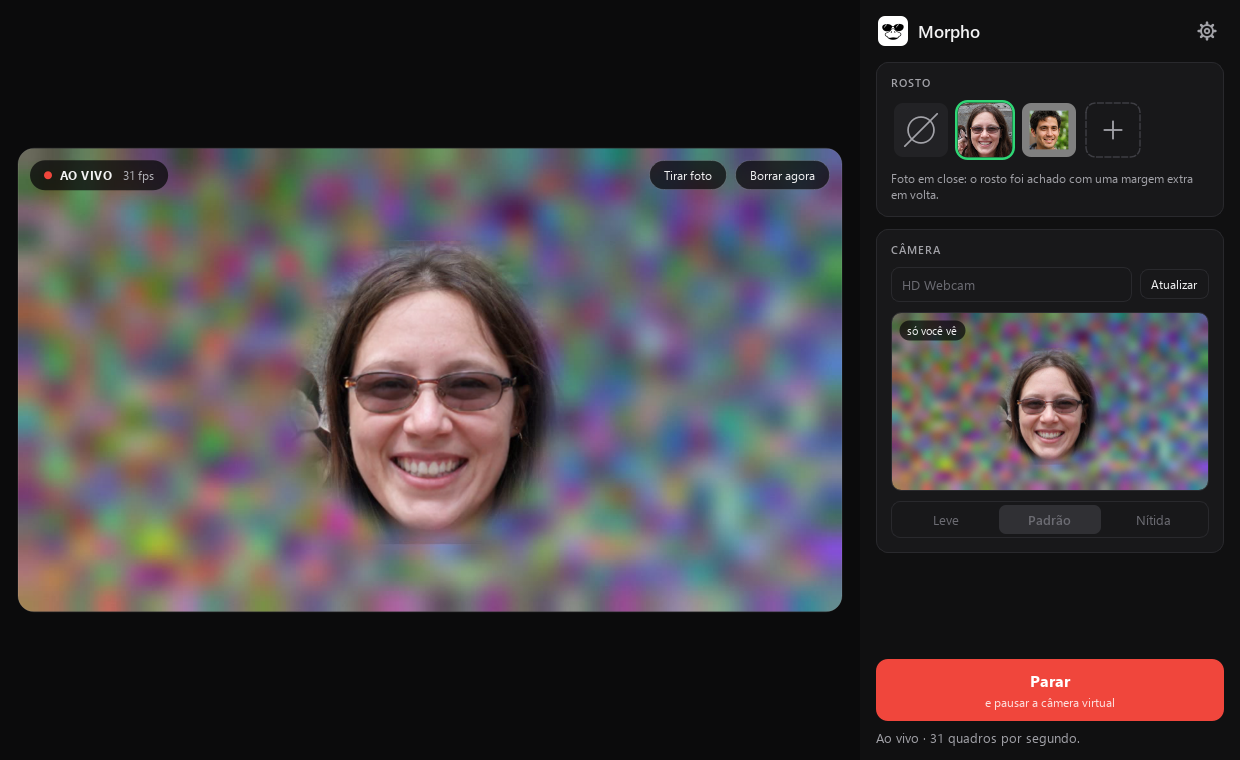 Morpho
ROSTO
Foto em close: o rosto foi achado com uma margem extra
em volta.
AO VIVO 31 fps
Tirar foto
Borrar agora
CÂMERA
HD Webcam
Atualizar
só você vê
Leve
Padrão
Nítida
Parar
e pausar a câmera virtual
Ao vivo · 31 quadros por segundo.